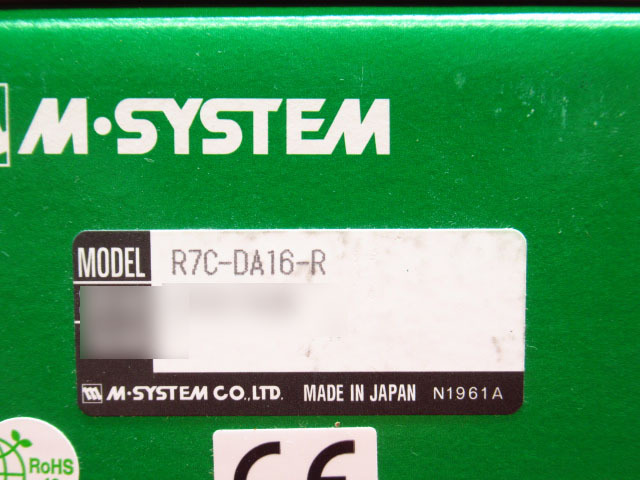 M·SYSTEM
MODEL R7C-DA16-R
M·SYSTEM CO.,LTD. MADE IN JAPAN N1961A
RoHS
CE